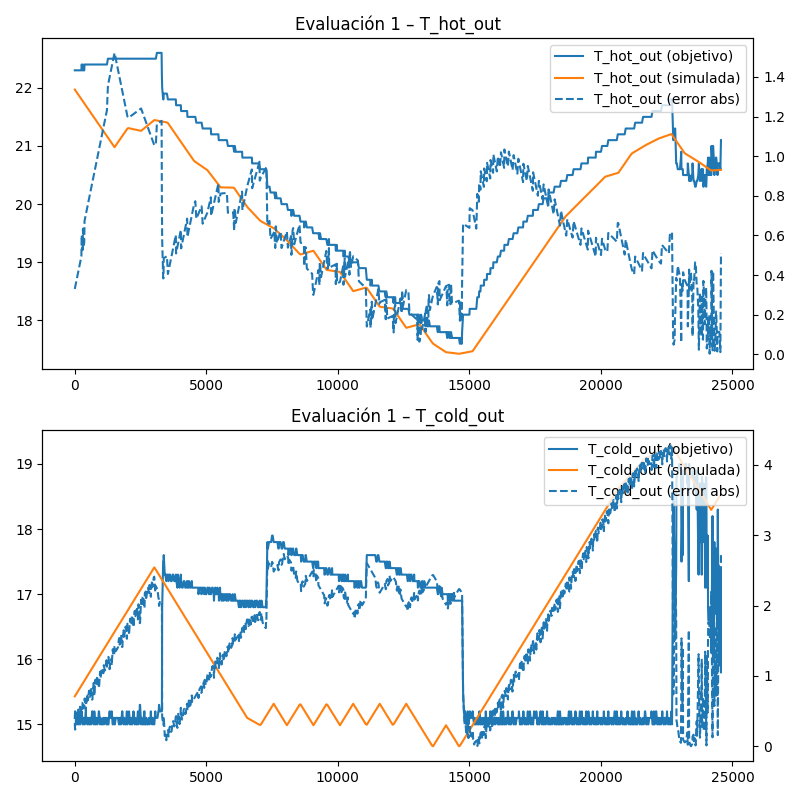 Evaluación 1 – T_hot_out
T_hot_out (objetivo)
T_hot_out (simulada)
T_hot_out (error abs)
22
21
20
19
18
1.4
1.2
1.0
0.8
0.6
0.4
0.2
0.0
0 5000 10000 15000 20000 25000
Evaluación 1 – T_cold_out
T_cold_out (objetivo)
T_cold_out (simulada)
T_cold_out (error abs)
19
18
17
16
15
4
3
2
1
0
0 5000 10000 15000 20000 25000